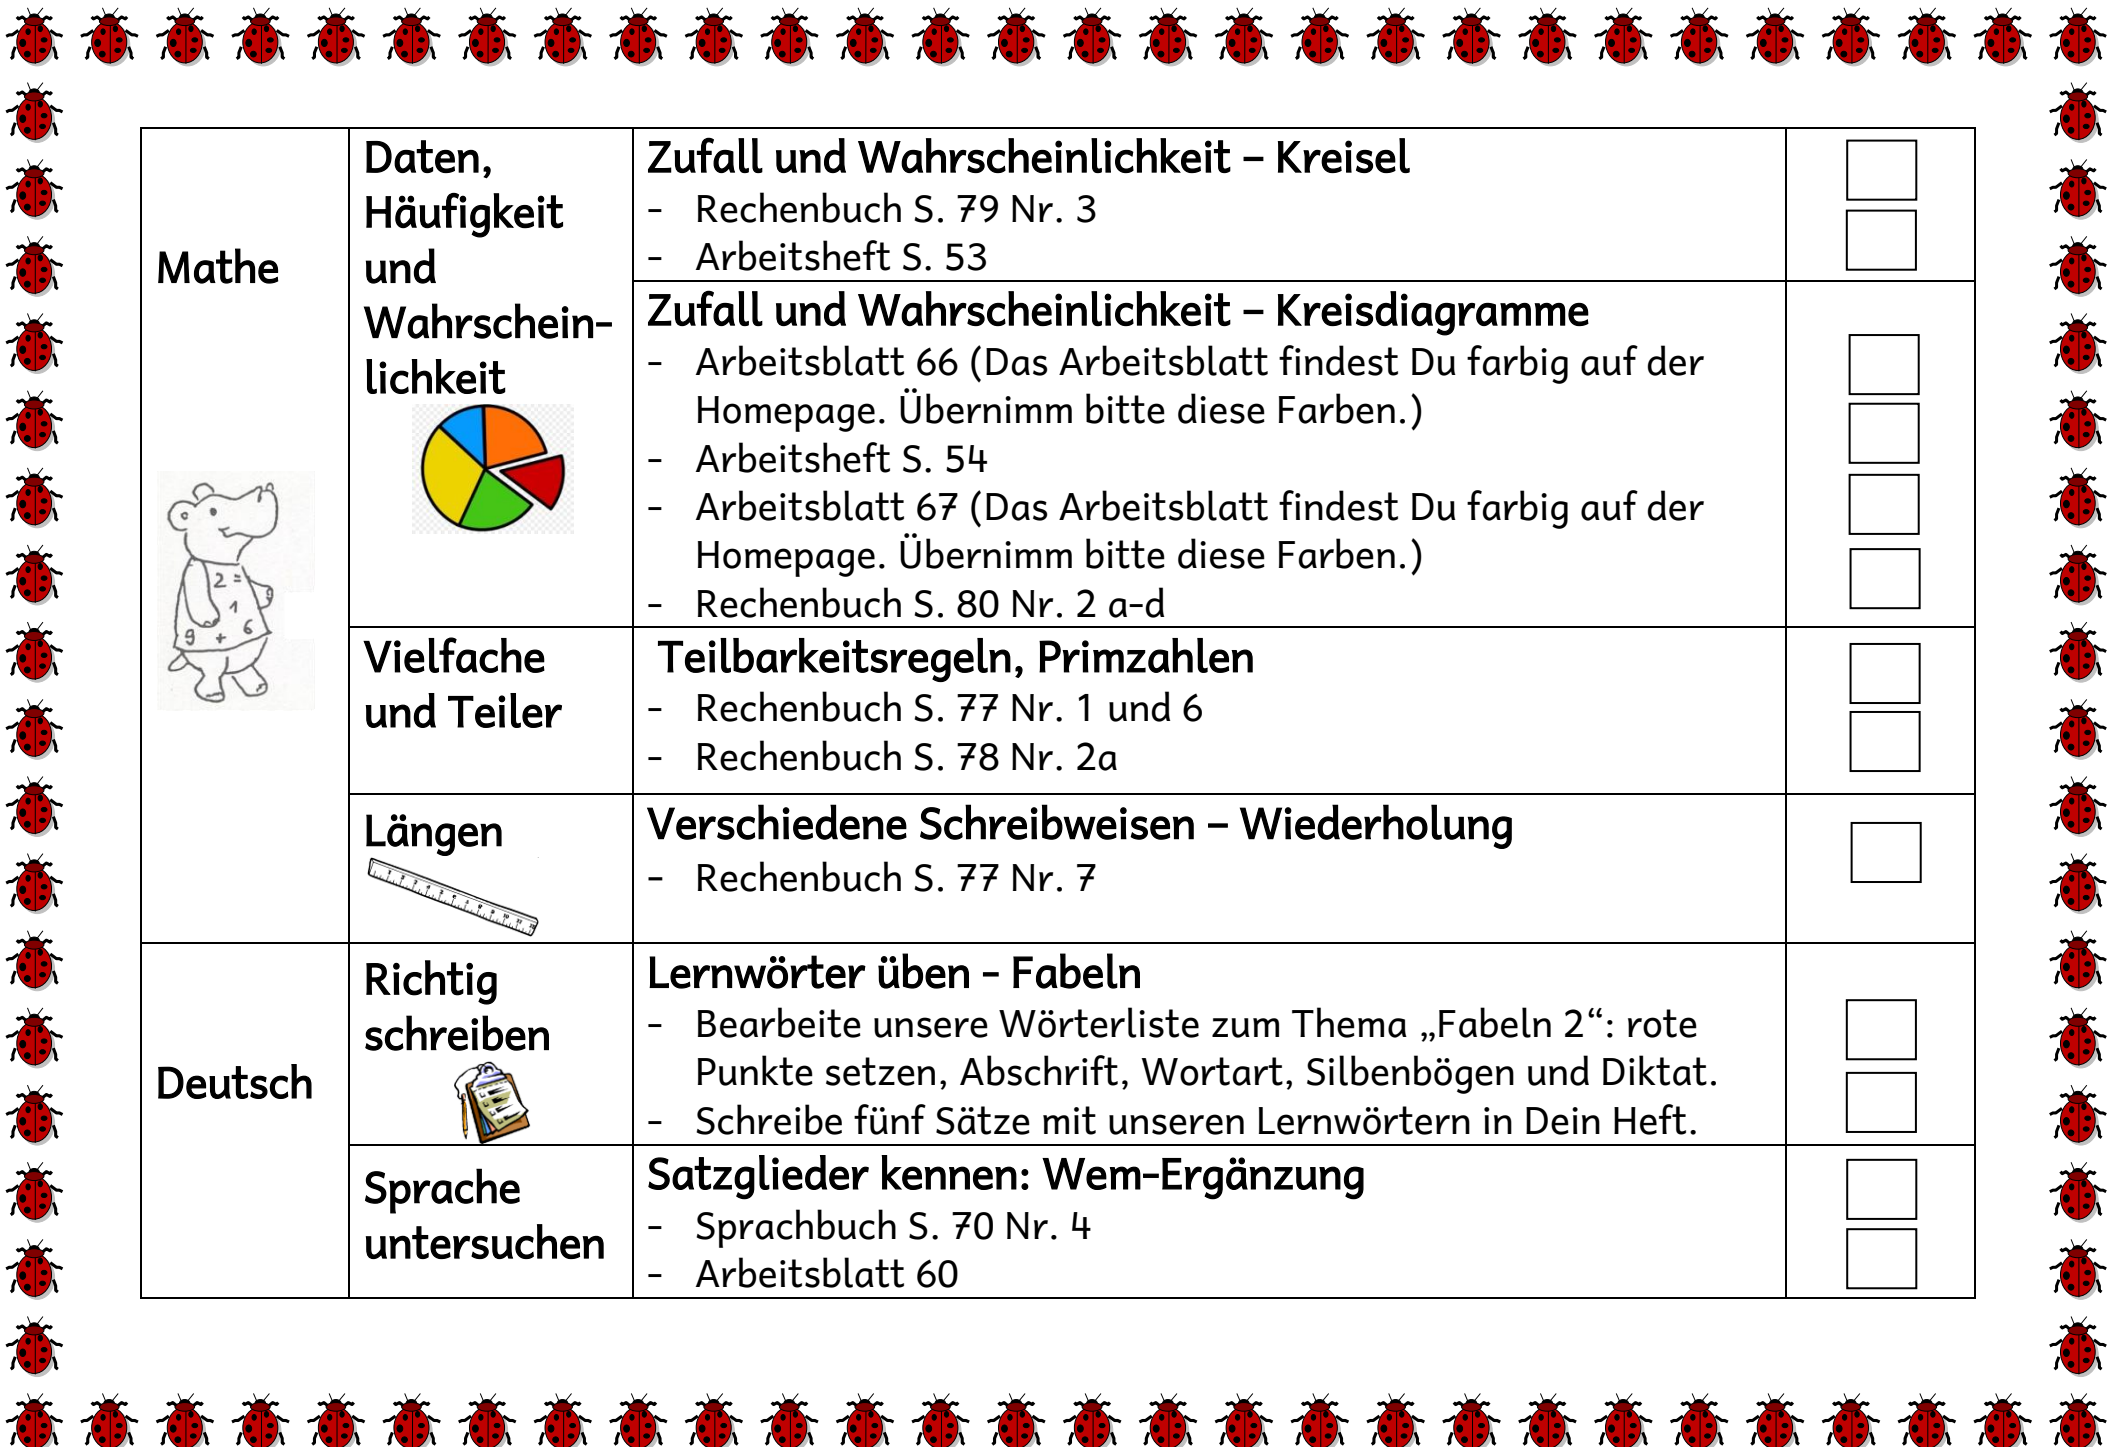 Mathe
Daten,
Häufigkeit
und
Wahrschein-
lichkeit
Zufall und Wahrscheinlichkeit – Kreisel
- Rechenbuch S. 79 Nr. 3
- Arbeitsheft S. 53
Zufall und Wahrscheinlichkeit – Kreisdiagramme
- Arbeitsblatt 66 (Das Arbeitsblatt findest Du farbig auf der
Homepage. Übernimm bitte diese Farben.)
- Arbeitsheft S. 54
- Arbeitsblatt 67 (Das Arbeitsblatt findest Du farbig auf der
Homepage. Übernimm bitte diese Farben.)
- Rechenbuch S. 80 Nr. 2 a-d
2 =
1
9 + 6
Vielfache
und Teiler
Teilbarkeitsregeln, Primzahlen
- Rechenbuch S. 77 Nr. 1 und 6
- Rechenbuch S. 78 Nr. 2a
Längen
Verschiedene Schreibweisen – Wiederholung
- Rechenbuch S. 77 Nr. 7
Deutsch
Richtig
schreiben
Lernwörter üben - Fabeln
- Bearbeite unsere Wörterliste zum Thema „Fabeln 2“: rote
Punkte setzen, Abschrift, Wortart, Silbenbögen und Diktat.
- Schreibe fünf Sätze mit unseren Lernwörtern in Dein Heft.
Sprache
untersuchen
Satzglieder kennen: Wem-Ergänzung
- Sprachbuch S. 70 Nr. 4
- Arbeitsblatt 60